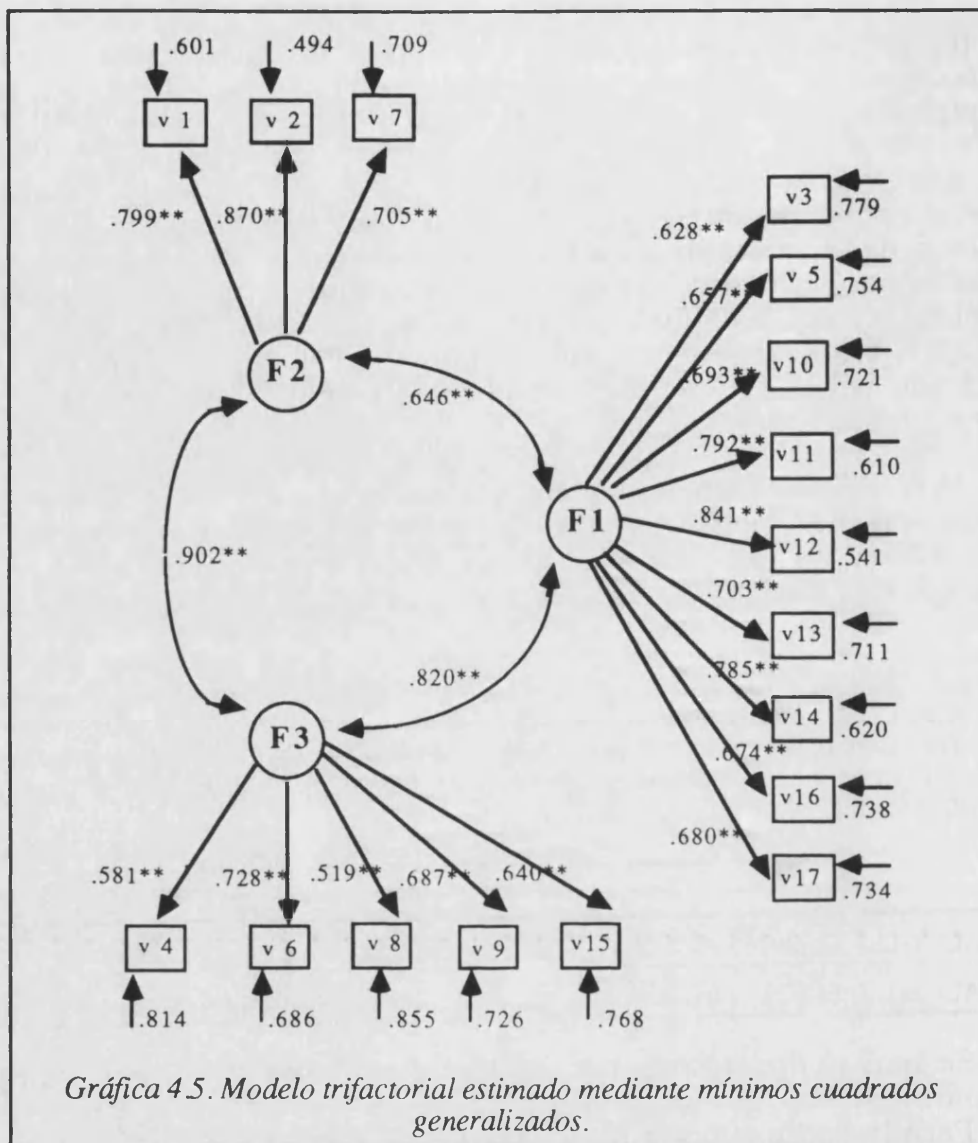 .601 .494 .709
v 1 v 2 v 7
.799** .870** .705**
F2
.646**
.902**
F1
.820**
F3
.628**
v3
.779
.657*
v 5
.754
.693**
v10
.721
.792**
v11
.610
.841**
v12
.541
.703**
v13
.711
.785**
v14
.620
.674**
v16
.738
.680**
v17
.734
.581** .728** .519** .687** .640**
v 4 v 6 v 8 v 9 v15
.814 .686 .855 .726 .768
Gráfica 4.5. Modelo trifactorial estimado mediante mínimos cuadrados
generalizados.